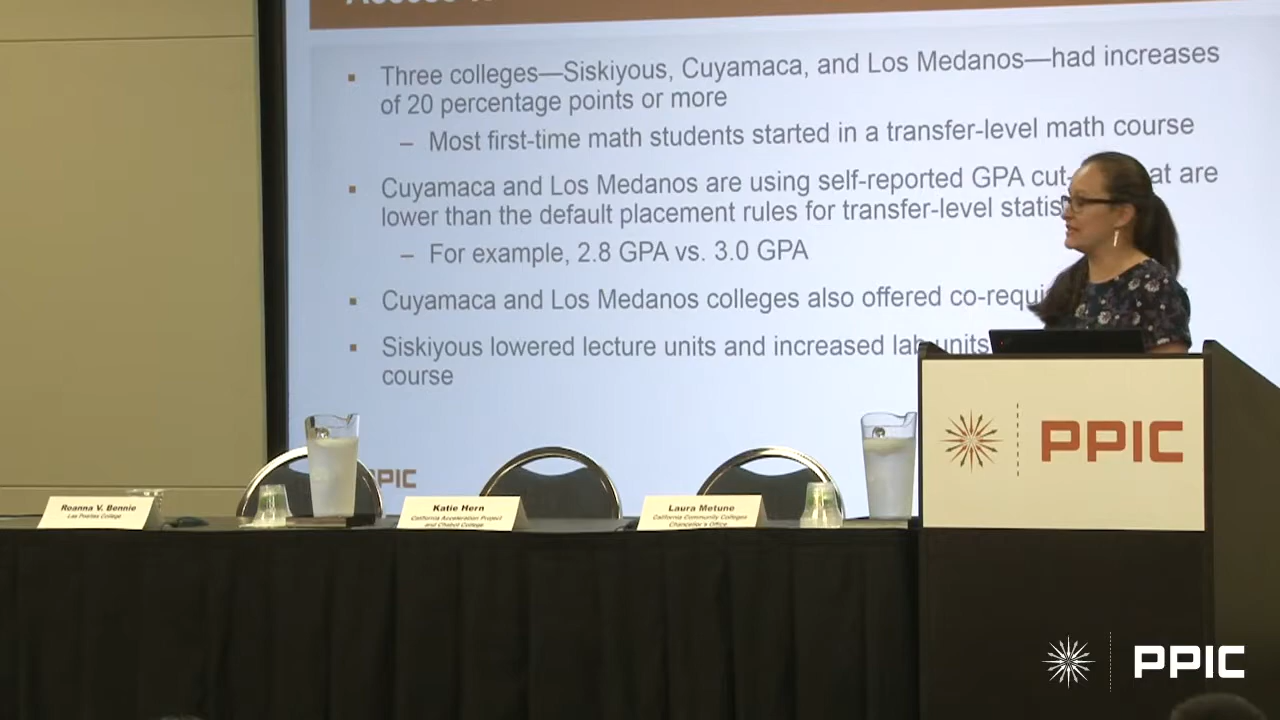 Three colleges—Siskiyous, Cuyamaca, and Los Medanos—had increases
of 20 percentage points or more
– Most first-time math students started in a transfer-level math course
Cuyamaca and Los Medanos are using self-reported GPA cut- at are
lower than the default placement rules for transfer-level statis
– For example, 2.8 GPA vs. 3.0 GPA
Cuyamaca and Los Medanos colleges also offered co-requi
Siskiyous lowered lecture units and increased lab units
course
PPIC
PPIC
Roanna V. Bennie
Las Positas College
Katie Hern
California Acceleration Project
and Chabot College
Laura Metune
California Community Colleges
Chancellor's Office
PPIC